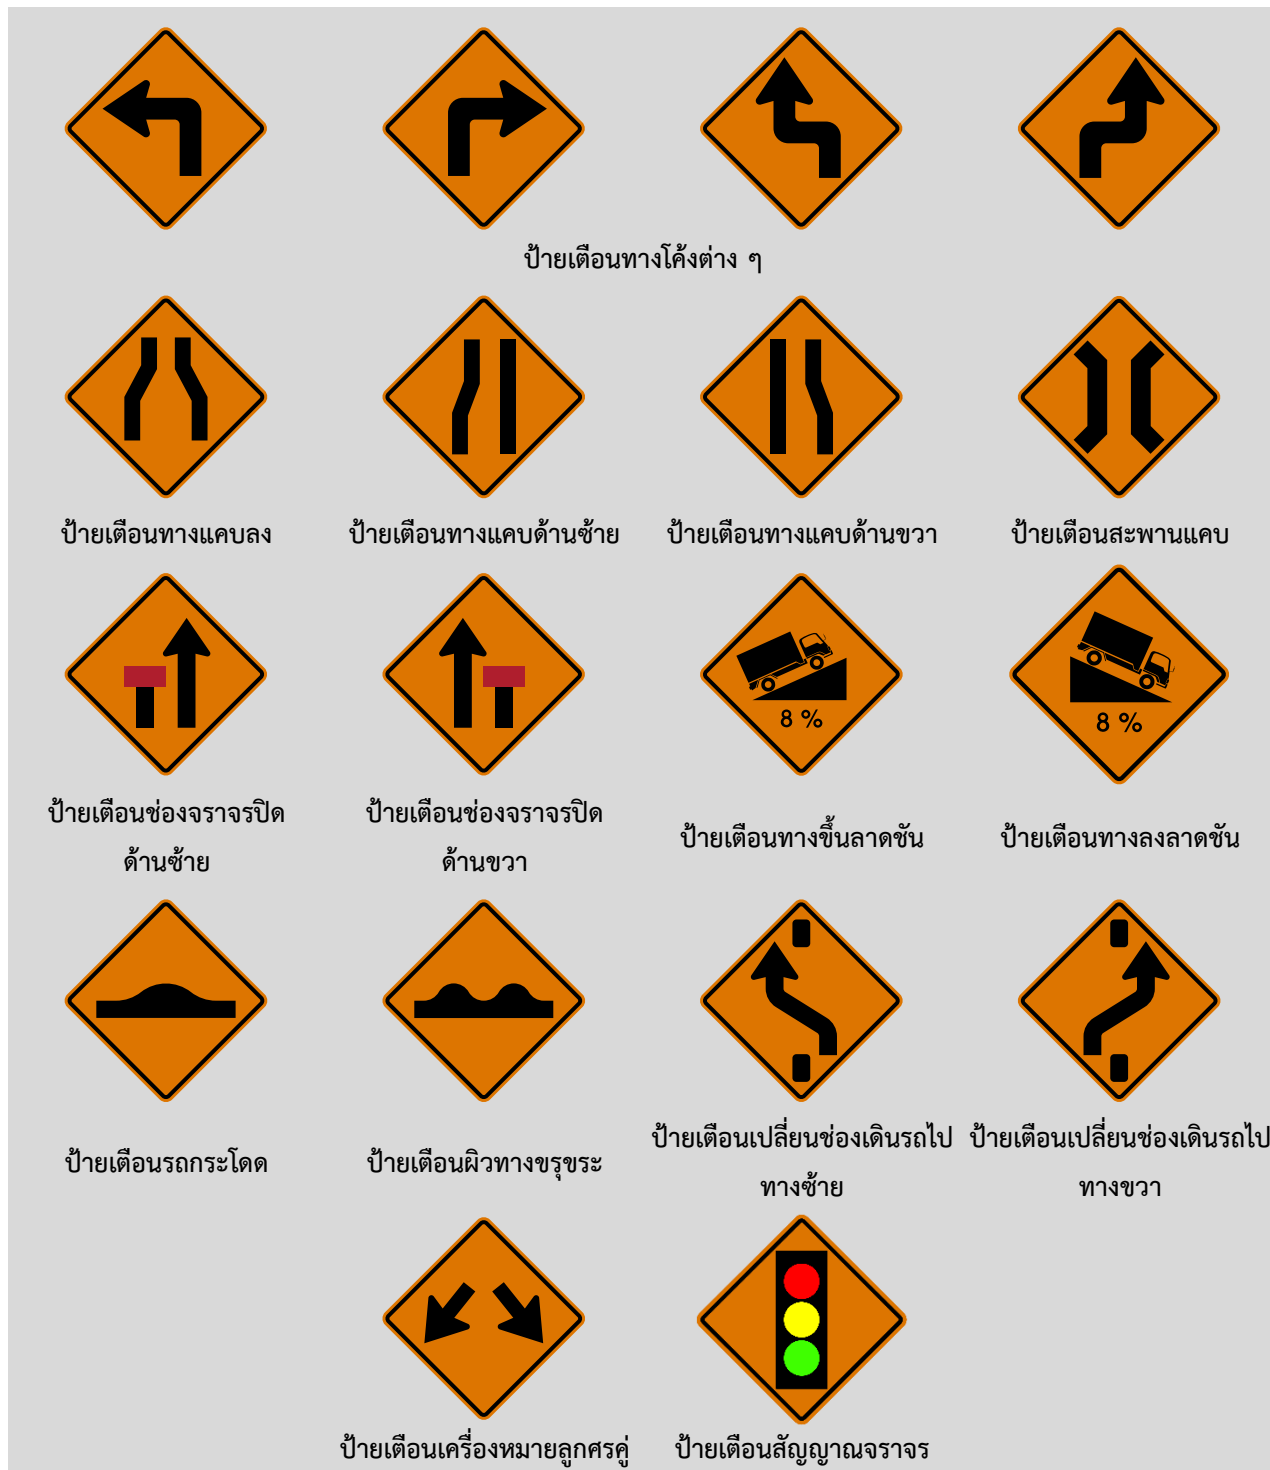 ป้ายเตือนทางโค้งต่าง ๆ
ป้ายเตือนทางแคบลง
ป้ายเตือนทางแคบด้านซ้าย
ป้ายเตือนทางแคบด้านขวา
ป้ายเตือนสะพานแคบ
8 %
8 %
ป้ายเตือนช่องจราจรปิด
ด้านซ้าย
ป้ายเตือนช่องจราจรปิด
ด้านขวา
ป้ายเตือนทางขึ้นลาดชัน
ป้ายเตือนทางลงลาดชัน
ป้ายเตือนรถกระโดด
ป้ายเตือนผิวทางขรุขระ
ป้ายเตือนเปลี่ยนช่องเดินรถไป
ทางซ้าย
ป้ายเตือนเปลี่ยนช่องเดินรถไป
ทางขวา
ป้ายเตือนเครื่องหมายลูกศรคู่
ป้ายเตือนสัญญาณจราจร